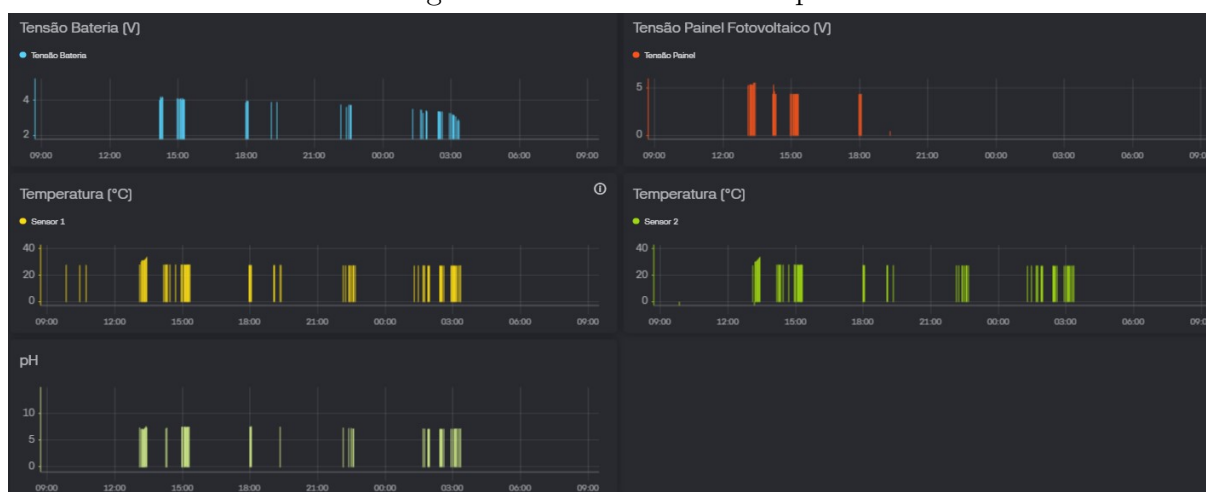 Tensão Bateria (V)
Tensão Bateria
4
2
09:00 12:00 15:00 18:00 21:00 00:00 03:00 06:00 09:00
Tensão Painel Fotovoltaico (V)
Tensão Painel
5
0
09:00 12:00 15:00 18:00 21:00 00:00 03:00 06:00
Temperatura (°C)
Sensor 1
40
20
0
09:00 12:00 15:00 18:00 21:00 00:00 03:00 06:00 09:00
Temperatura (°C)
Sensor 2
40
20
0
09:00 12:00 15:00 18:00 21:00 00:00 03:00 06:00
pH
10
5
0
09:00 12:00 15:00 18:00 21:00 00:00 03:00 06:00 09:00